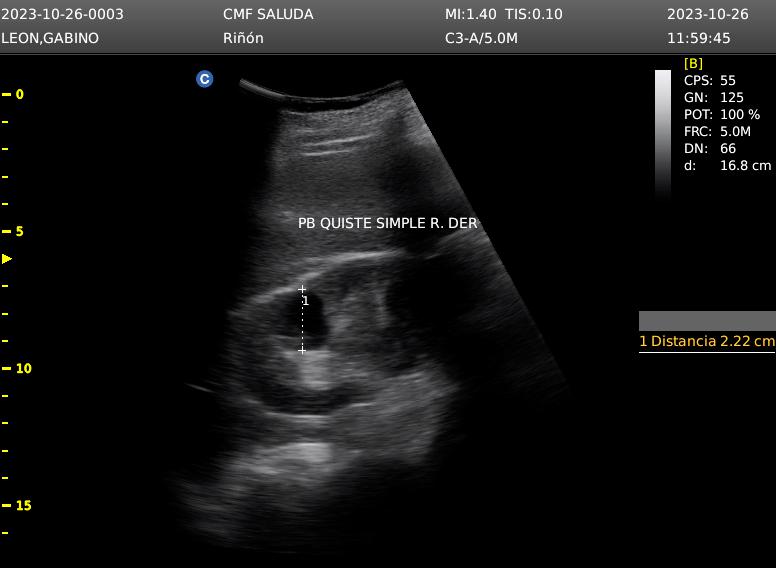 2023-10-26-0003 CMF SALUDA MI:1.40 TIS:0.10 2023-10-26
LEON,GABINO Riñón C3-A/5.0M 11:59:45
C
[B]
CPS: 55
GN: 125
POT: 100 %
FRC: 5.0M
DN: 66
d: 16.8 cm
0
5
10
15
PB QUISTE SIMPLE R. DER
1
1 Distancia 2.22 cm